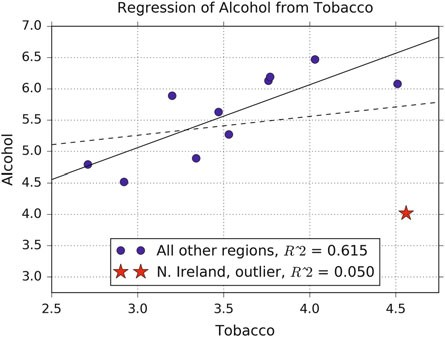 Regression of Alcohol from Tobacco
7.0
6.5
6.0
5.5
5.0
4.5
4.0
3.5
3.0
Alcohol
All other regions, R^2 = 0.615
N. Ireland, outlier, R^2 = 0.050
2.5 3.0 3.5 4.0 4.5
Tobacco